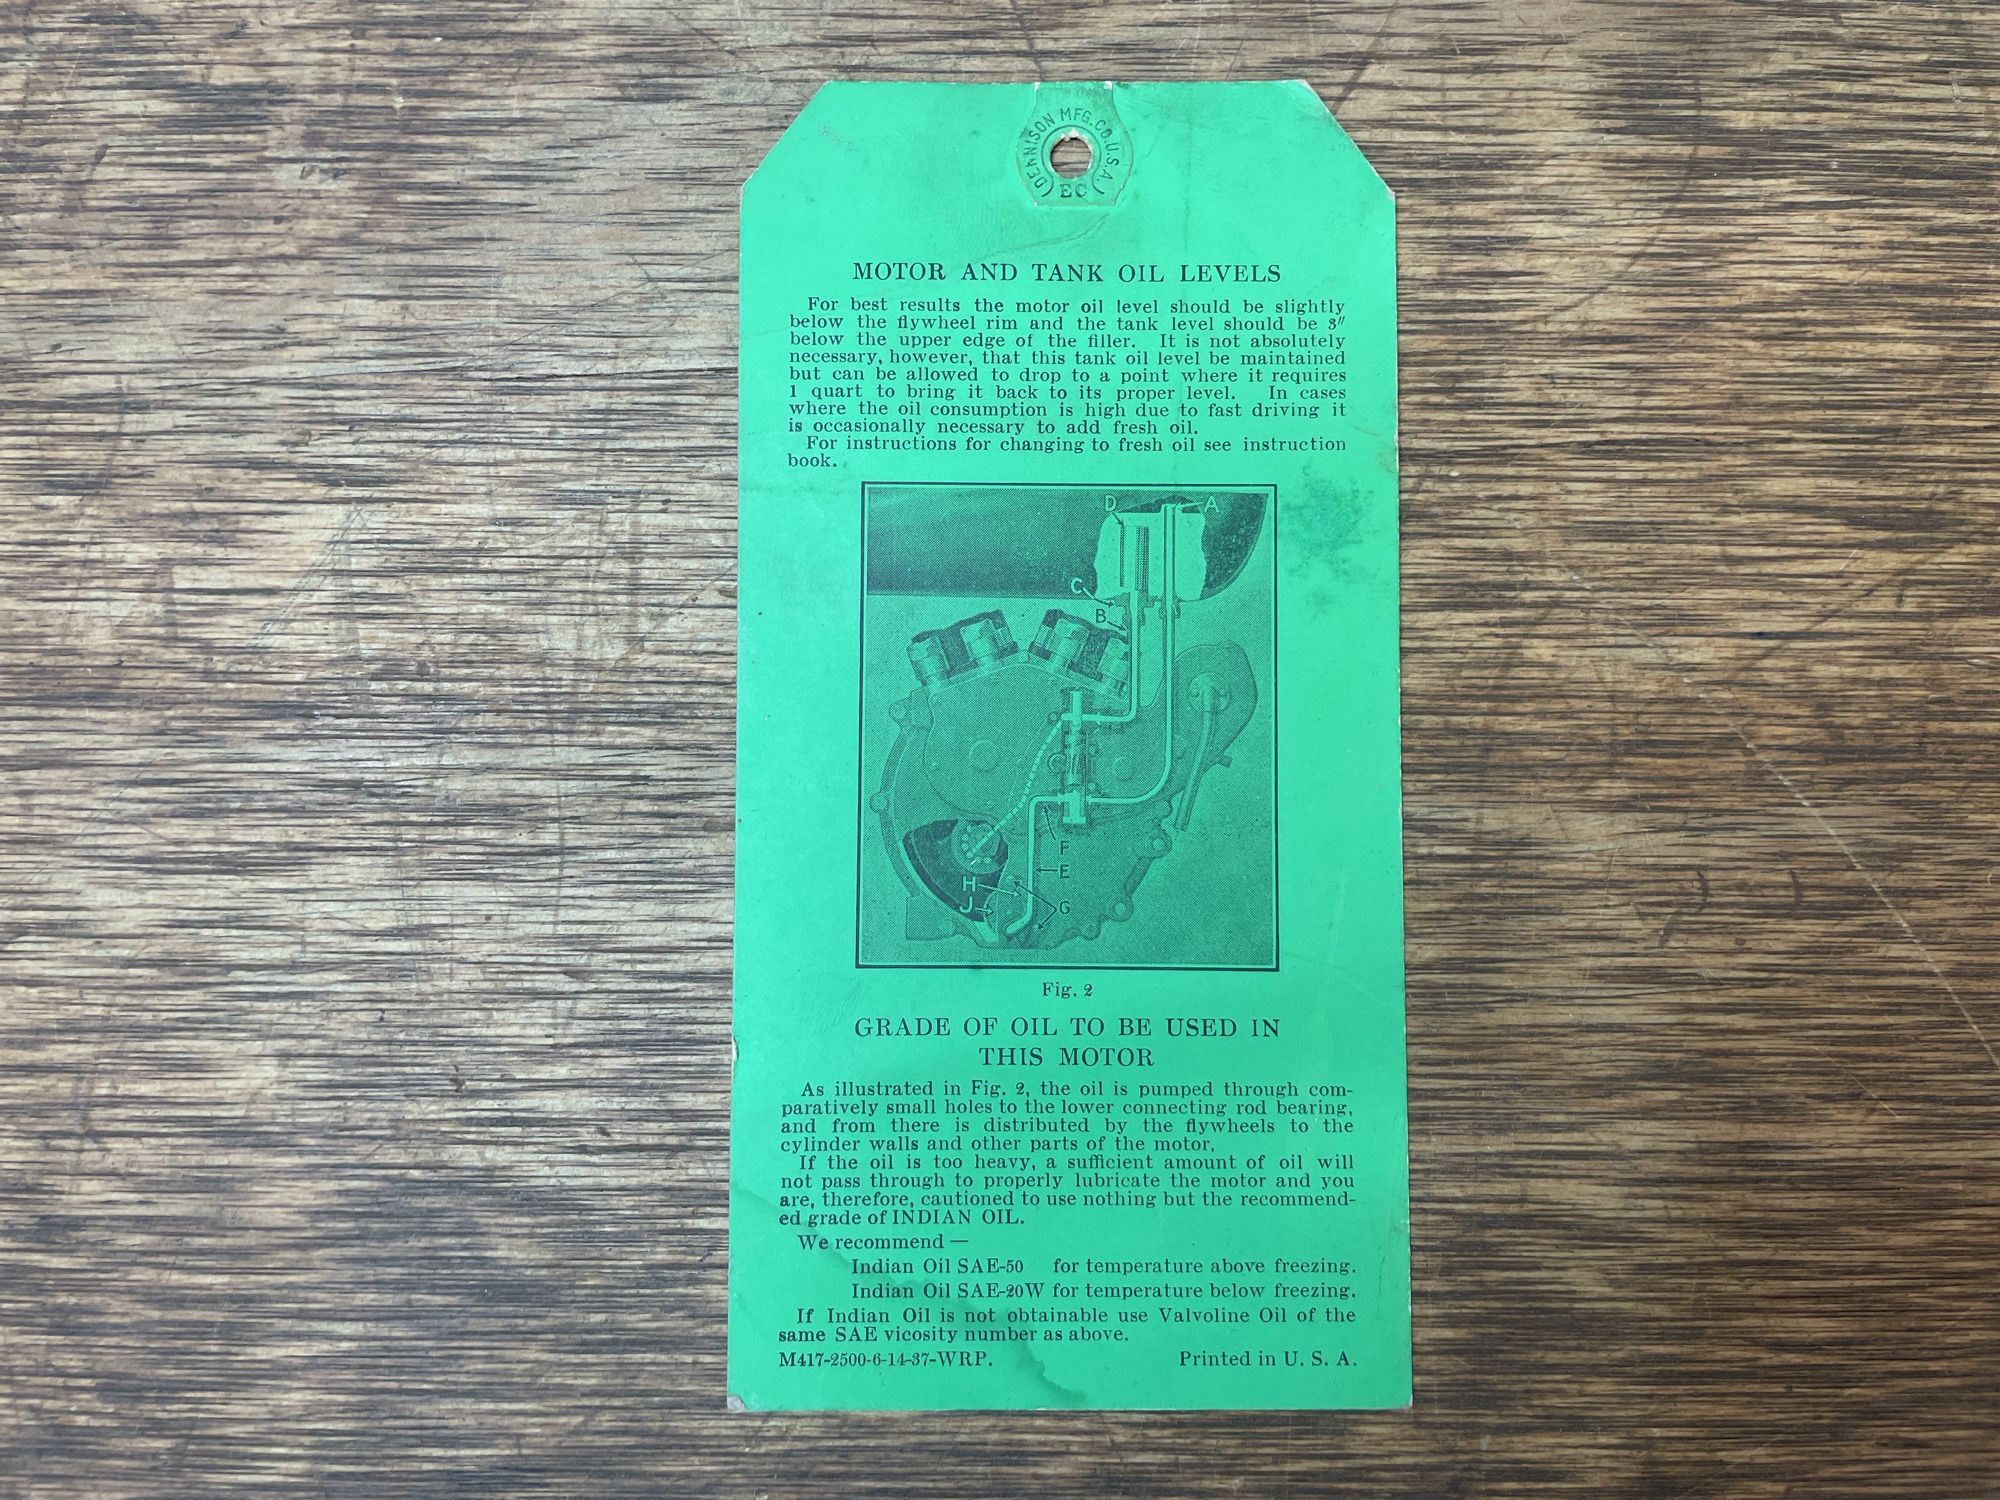 (DENNISON MFG.CO.U.S.A.)
EC
MOTOR AND TANK OIL LEVELS
For best results the motor oil level should be slightly
below the flywheel rim and the tank level should be 3"
below the upper edge of the filler. It is not absolutely
necessary, however, that this tank oil level be maintained
but can be allowed to drop to a point where it requires
1 quart to bring it back to its proper level. In cases
where the oil consumption is high due to fast driving it
is occasionally necessary to add fresh oil.
For instructions for changing to fresh oil see instruction
book.
D
A
C
B
F
E
H
J
G
Fig. 2
GRADE OF OIL TO BE USED IN
THIS MOTOR
As illustrated in Fig. 2, the oil is pumped through com-
paratively small holes to the lower connecting rod bearing,
and from there is distributed by the flywheels to the
cylinder walls and other parts of the motor.
If the oil is too heavy, a sufficient amount of oil will
not pass through to properly lubricate the motor and you
are, therefore, cautioned to use nothing but the recommend-
ed grade of INDIAN OIL.
We recommend —
Indian Oil SAE-50 for temperature above freezing.
Indian Oil SAE-20W for temperature below freezing.
If Indian Oil is not obtainable use Valvoline Oil of the
same SAE vicosity number as above.
M417-2500-6-14-37-WRP. Printed in U. S. A.